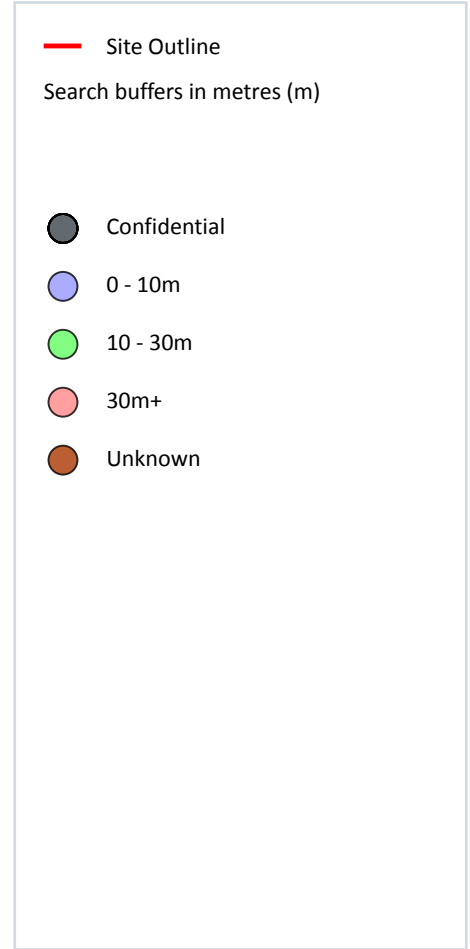 Site Outline
Search buffers in metres (m)
Confidential
0 - 10m
10 - 30m
30m+
Unknown